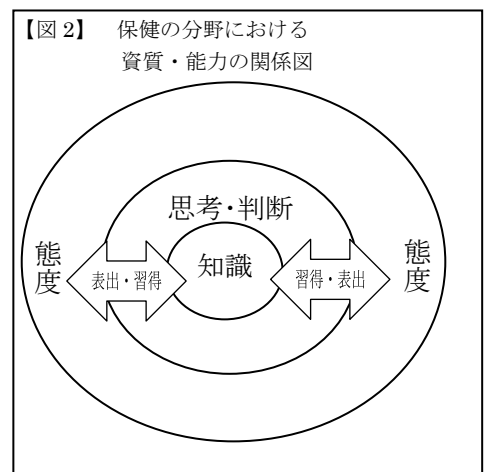 【図 2】 保健の分野における
資質・能力の関係図
思考・判断
態度
表出・習得
知識
習得・表出
態度